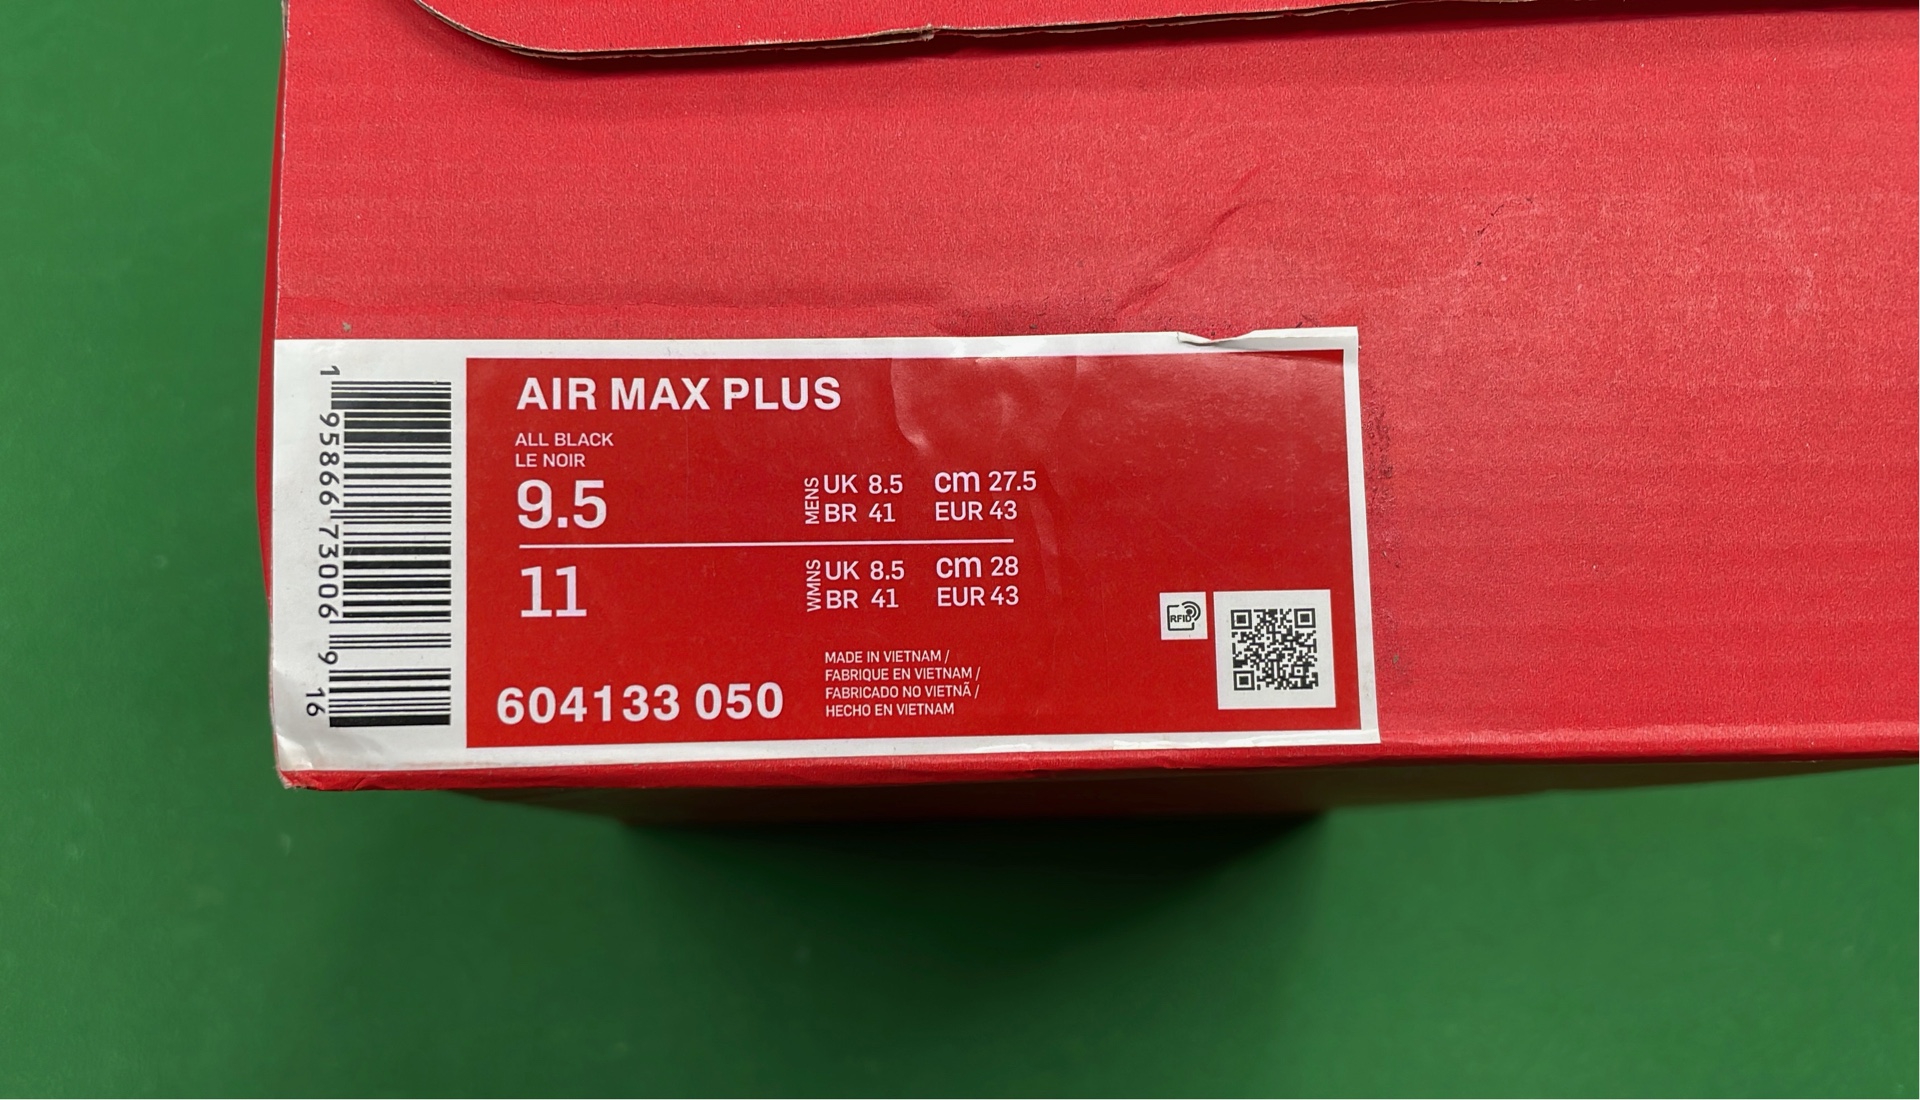 AIR MAX PLUS
ALL BLACK
LE NOIR
9.5
MENS
UK 8.5 cm 27.5
BR 41 EUR 43
11
WMNS
UK 8.5 cm 28
BR 41 EUR 43
604133 050
MADE IN VIETNAM /
FABRIQUE EN VIETNAM /
FABRICADO NO VIETNÃ /
HECHO EN VIETNAM
RFID
1 95866 73006 9 16